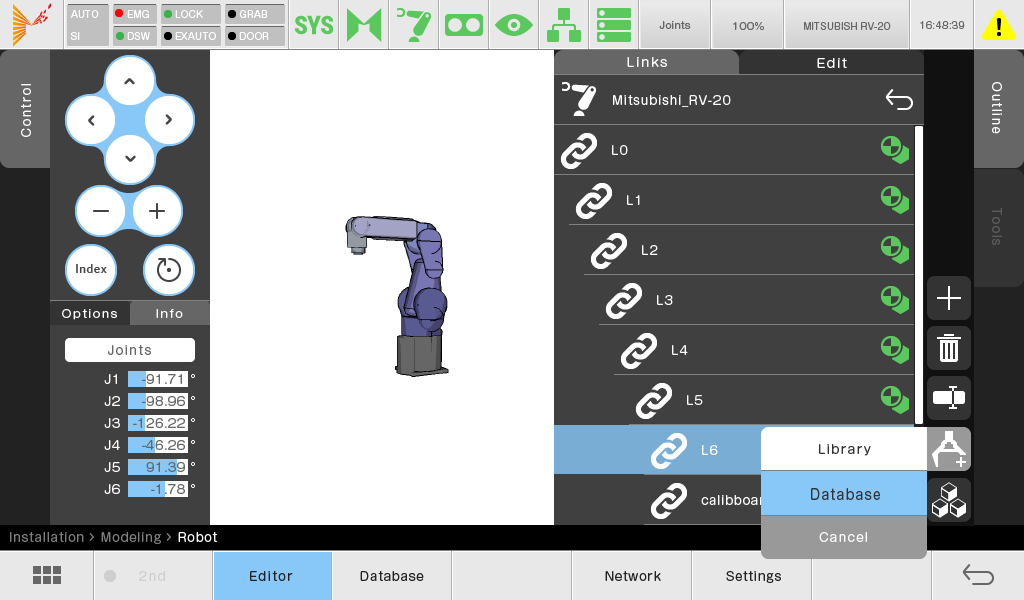 AUTO EMG LOCK GRAB
SI DSW EXAUTO DOOR
SYS
Joints
100%
MITSUBISH RV-20
16:48:39
Control
Index
Options
Info
Joints
J1 -91.71 °
J2 -98.96 °
J3 -126.22 °
J4 -46.26 °
J5 91.39 °
J6 -1.78 °
Links
Edit
Mitsubishi_RV-20
L0
L1
L2
L3
L4
L5
L6
calibboar
Library
Database
Cancel
Outline
Tools
Installation > Modeling > Robot
2nd
Editor
Database
Network
Settings